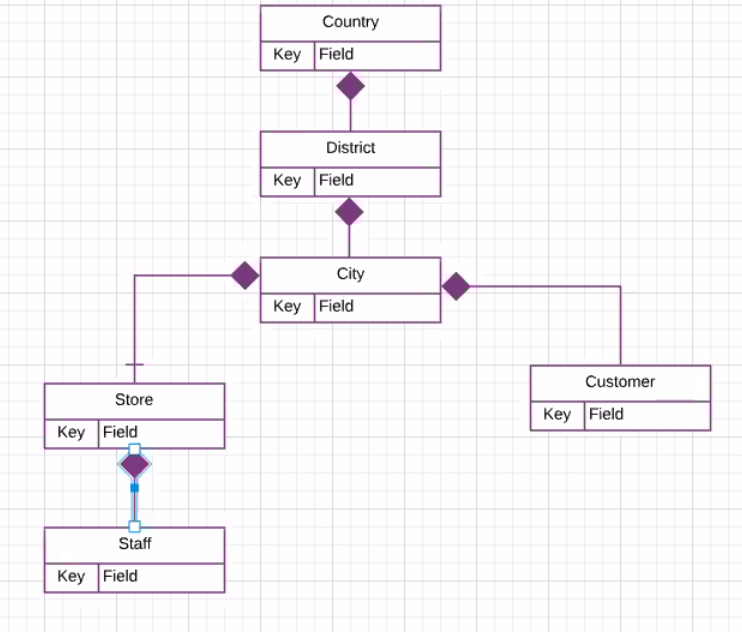 Country
Key Field
District
Key Field
City
Key Field
Store
Key Field
Customer
Key Field
Staff
Key Field